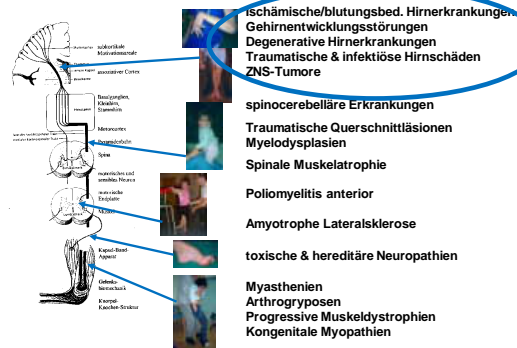 Ischämische/blutungsbed. Hirnerkrankungen
Gehirnentwicklungsstörungen
Degenerative Hirnerkrankungen
Traumatische & infektiöse Hirnschäden
ZNS-Tumore
spinocerebelläre Erkrankungen
Traumatische Querschnittläsionen
Myelodysplasien
Spinale Muskelatrophie
Poliomyelitis anterior
Amyotrophe Lateralsklerose
toxische & hereditäre Neuropathien
Myasthenien
Arthrogryposen
Progressive Muskeldystrophien
Kongenitale Myopathien
subkortikale
Motivationsareale
assoziativer Cortex
Basalganglien,
Kleinhirn,
Stammhirn
Motorcortex
Pyramidenbahn
Spina
motorisches und
sensibles Neuron
motorische
Endplatte
Muskel
Kapsel-Band-
Apparat
Gelenk-
biomechanik
Knorpel-
Knochen-Struktur